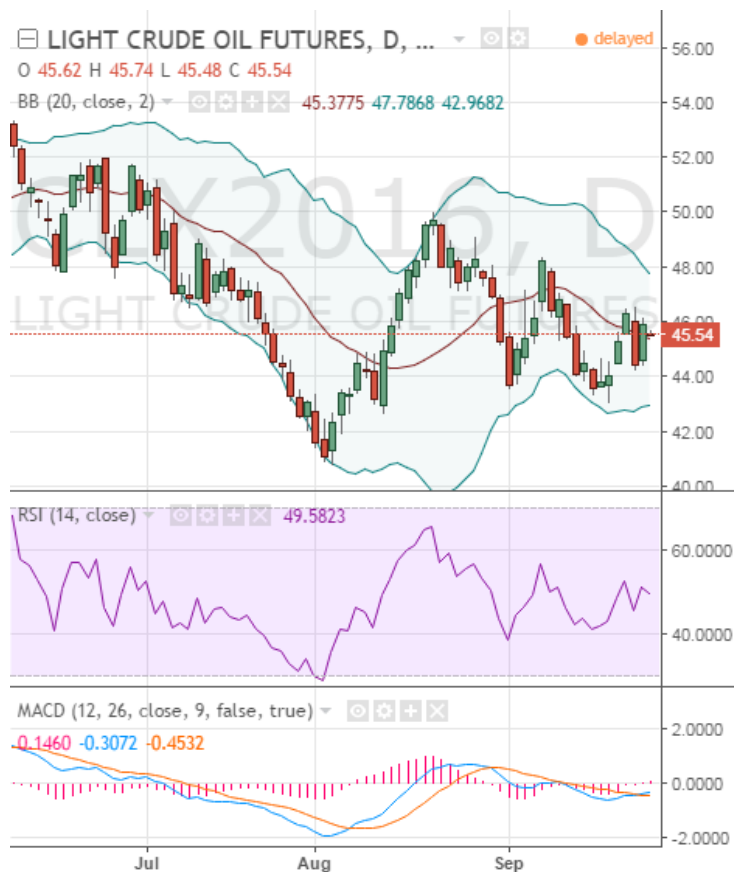 LIGHT CRUDE OIL FUTURES, D, ...
delayed
O 45.62 H 45.74 L 45.48 C 45.54
BB (20, close, 2) 45.3775 47.7868 42.9682
CLX2016, D
LIGHT CRUDE OIL FUTURES
56.00
54.00
52.00
50.00
48.00
46.00
45.54
44.00
42.00
40.00
RSI (14, close) 49.5823
60.0000
40.0000
MACD (12, 26, close, 9, false, true)
0.1460 -0.3072 -0.4532
2.0000
0.0000
-2.0000
Jul Aug Sep